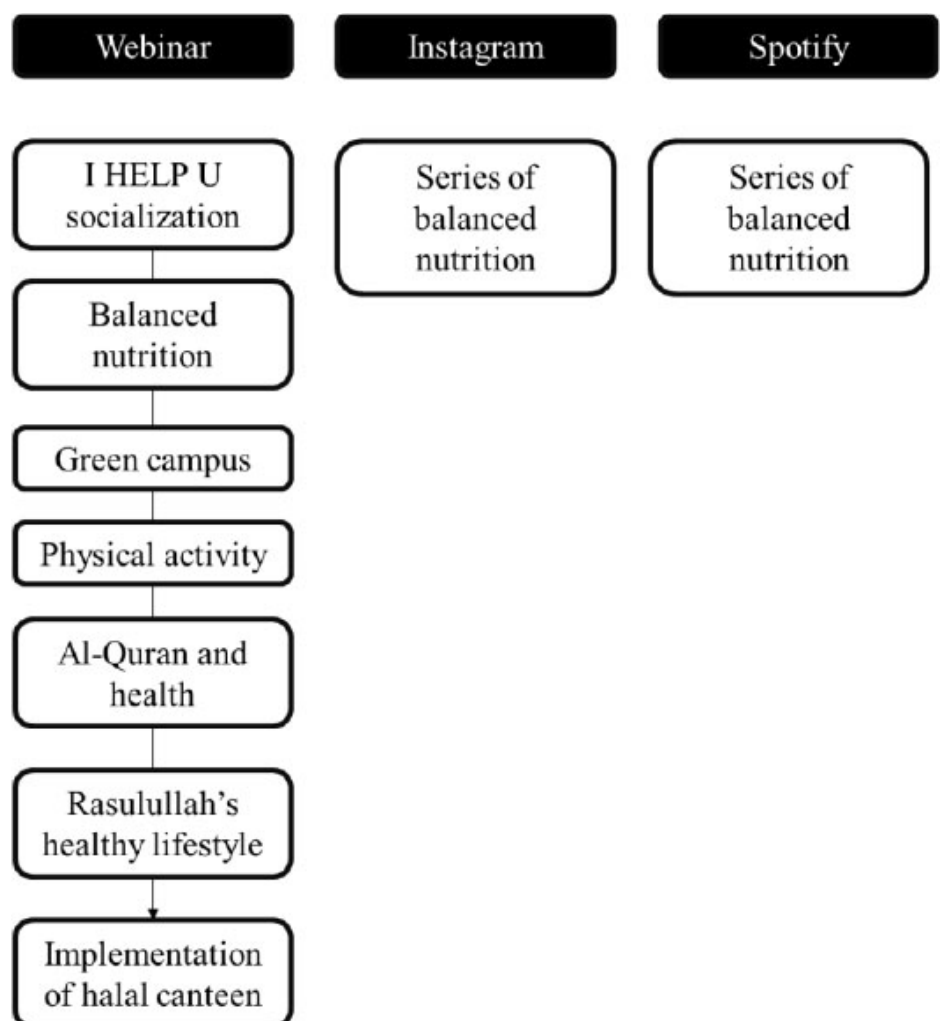 Webinar
Instagram
Spotify
I HELP U
socialization
Balanced
nutrition
Green campus
Physical activity
Al-Quran and
health
Rasulullah's
healthy lifestyle
Implementation
of halal canteen
Series of
balanced
nutrition
Series of
balanced
nutrition